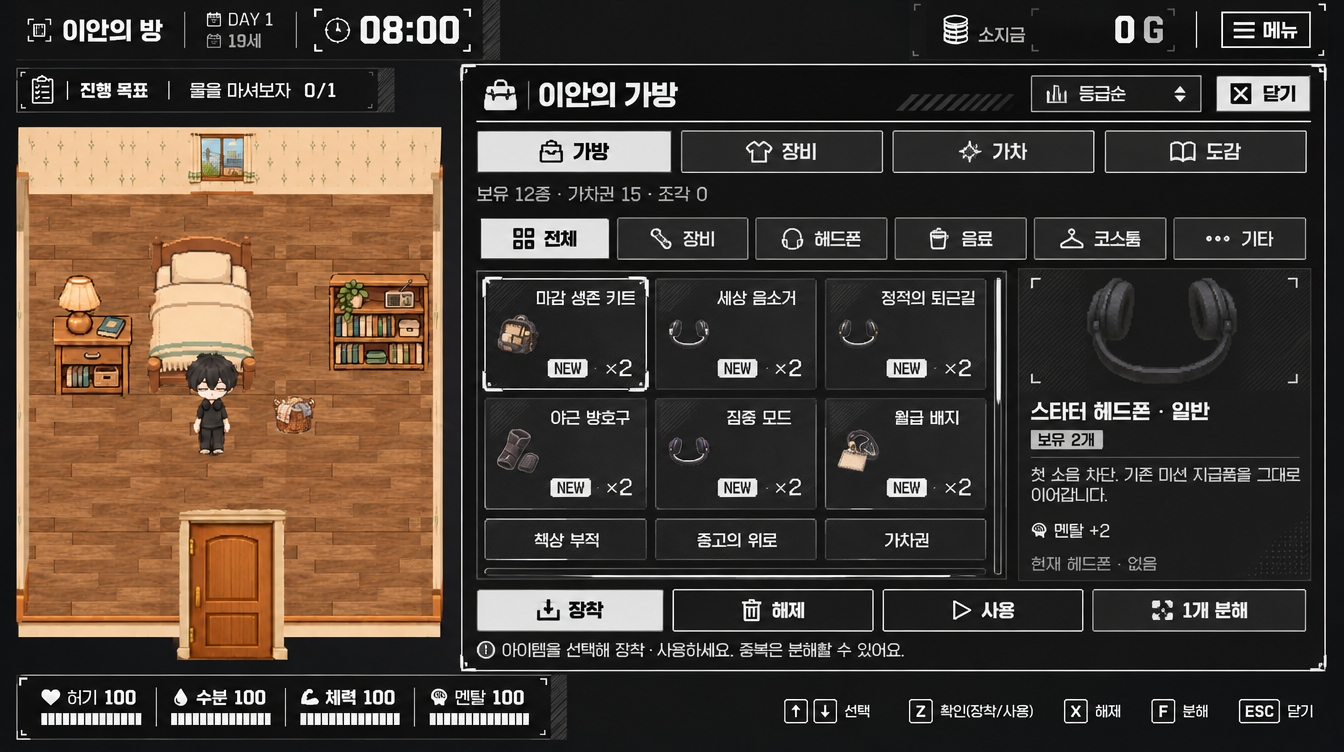 이안의 방
DAY 1
19세
08:00
소지금
0 G
메뉴
진행 목표
물을 마셔보자 0/1
이안의 가방
등급순
닫기
가방
장비
가차
도감
보유 12종 · 가차권 15 · 조각 0
전체
장비
헤드폰
음료
코스튬
기타
마감 생존 키트
NEW · ×2
세상 음소거
NEW · ×2
정적의 퇴근길
NEW · ×2
야근 방호구
NEW · ×2
짐중 모드
NEW · ×2
월급 배지
NEW · ×2
책상 부적
중고의 위로
가차권
스타터 헤드폰 · 일반
보유 2개
첫 소음 차단. 기존 미션 지급품을 그대로
이어갑니다.
멘탈 +2
현재 헤드폰 · 없음
장착
해제
사용
1개 분해
아이템을 선택해 장착 · 사용하세요. 중복은 분해할 수 있어요.
허기 100
수분 100
체력 100
멘탈 100
↑ ↓ 선택
Z 확인(장착/사용)
X 해제
F 분해
ESC 닫기